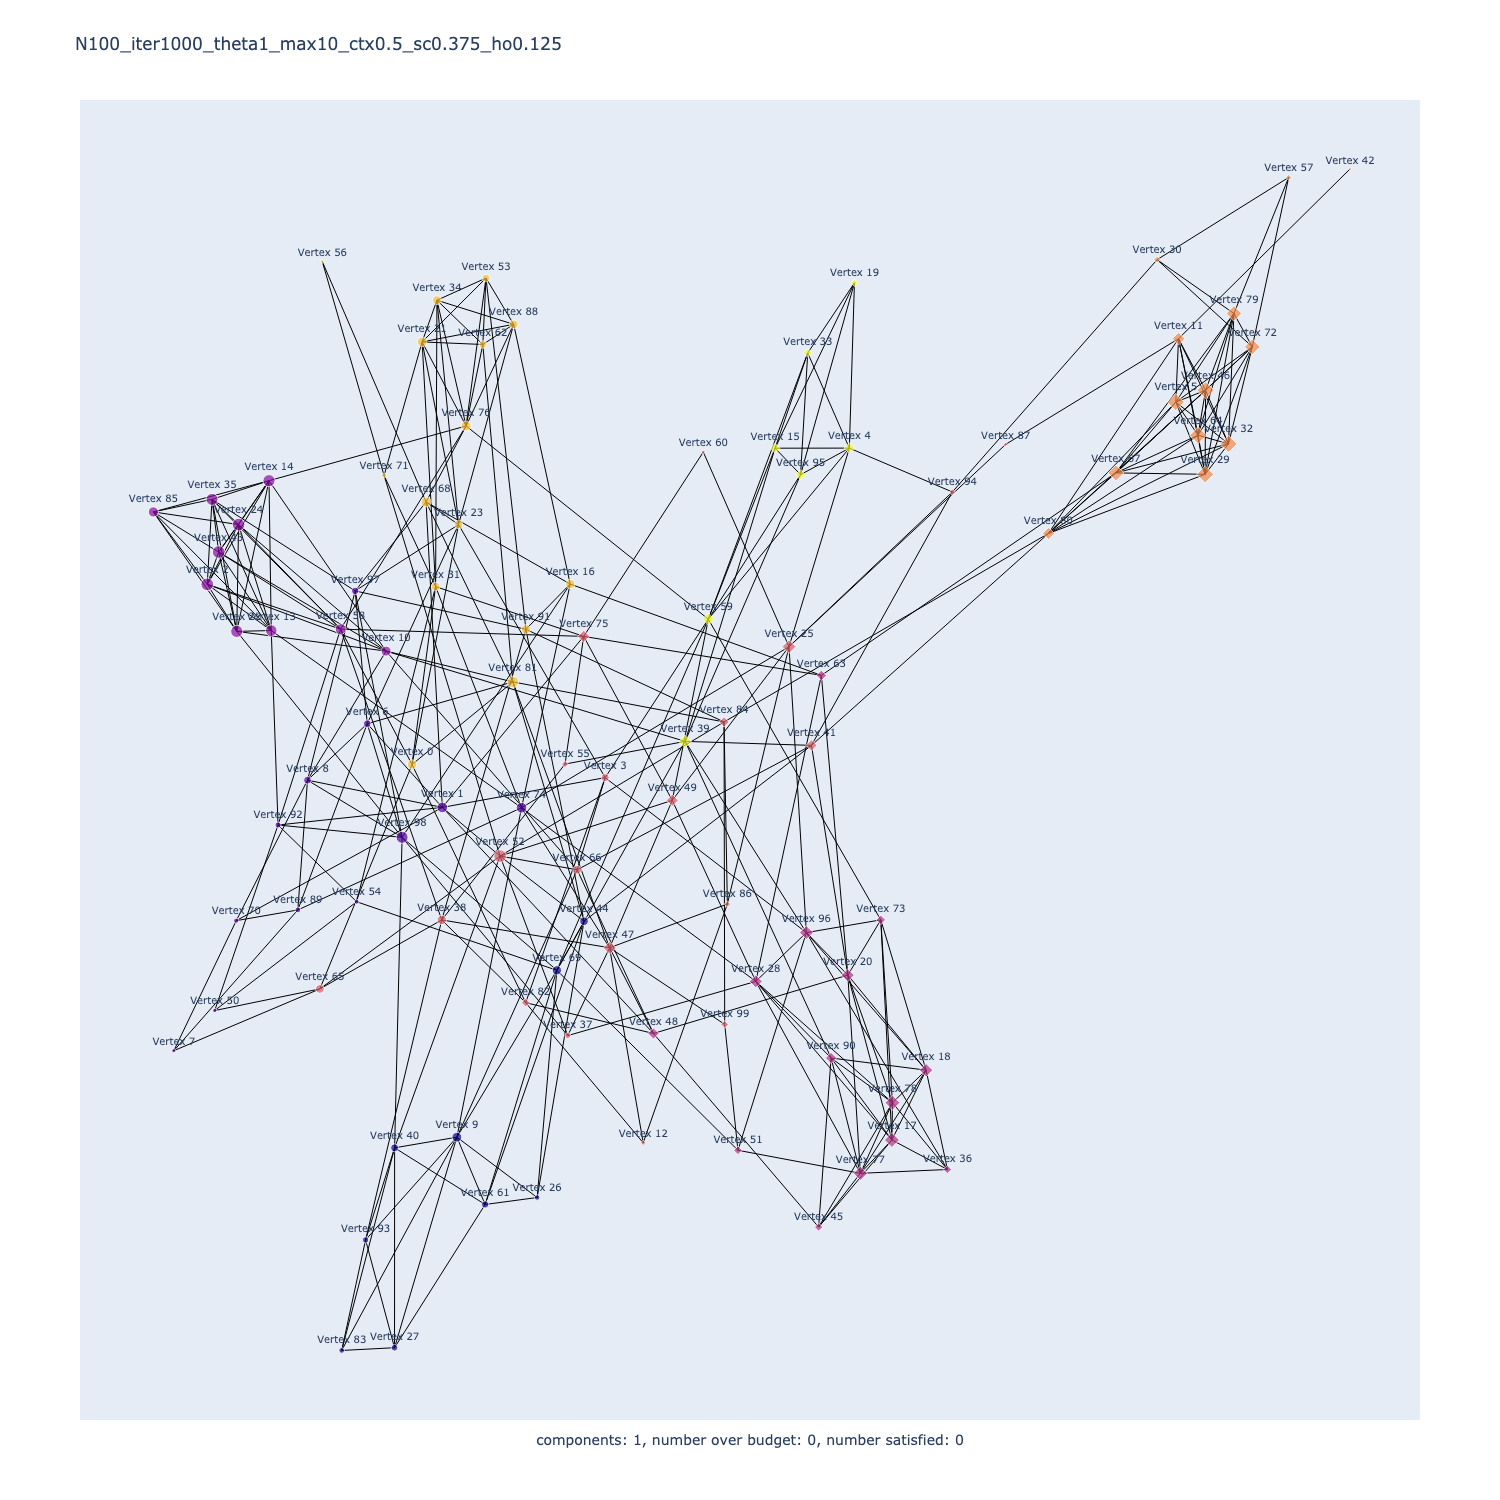 N100_iter1000_theta1_max10_ctx0.5_sc0.375_ho0.125
Vertex 42
Vertex 57
Vertex 30
Vertex 56
Vertex 53
Vertex 19
Vertex 34
Vertex 79
Vertex 88
Vertex 21
Vertex 62
Vertex 11
Vertex 72
Vertex 33
Vertex 46
Vertex 5
Vertex 76
Vertex 64
Vertex 32
Vertex 60
Vertex 15
Vertex 4
Vertex 87
Vertex 29
Vertex 67
Vertex 14
Vertex 71
Vertex 95
Vertex 35
Vertex 94
Vertex 85
Vertex 68
Vertex 24
Vertex 23
Vertex 80
Vertex 43
Vertex 2
Vertex 97
Vertex 31
Vertex 16
Vertex 59
Vertex
Vertex 13
Vertex 58
Vertex 91
Vertex 75
Vertex 10
Vertex 25
Vertex 63
Vertex 81
Vertex 6
Vertex 84
Vertex 39
Vertex 41
Vertex 0
Vertex 55
Vertex 3
Vertex 8
Vertex 49
Vertex 1
Vertex 74
Vertex 92
Vertex 98
Vertex 52
Vertex 66
Vertex 54
Vertex 86
Vertex 89
Vertex 70
Vertex 38
Vertex 44
Vertex 73
Vertex 47
Vertex 96
Vertex 69
Vertex 28
Vertex 20
Vertex 65
Vertex 82
Vertex 50
Vertex 99
Vertex 37
Vertex 48
Vertex 7
Vertex 90
Vertex 18
Vertex 78
Vertex 9
Vertex 40
Vertex 12
Vertex 17
Vertex 51
Vertex 77
Vertex 36
Vertex 26
Vertex 61
Vertex 45
Vertex 93
Vertex 83
Vertex 27
components: 1, number over budget: 0, number satisfied: 0